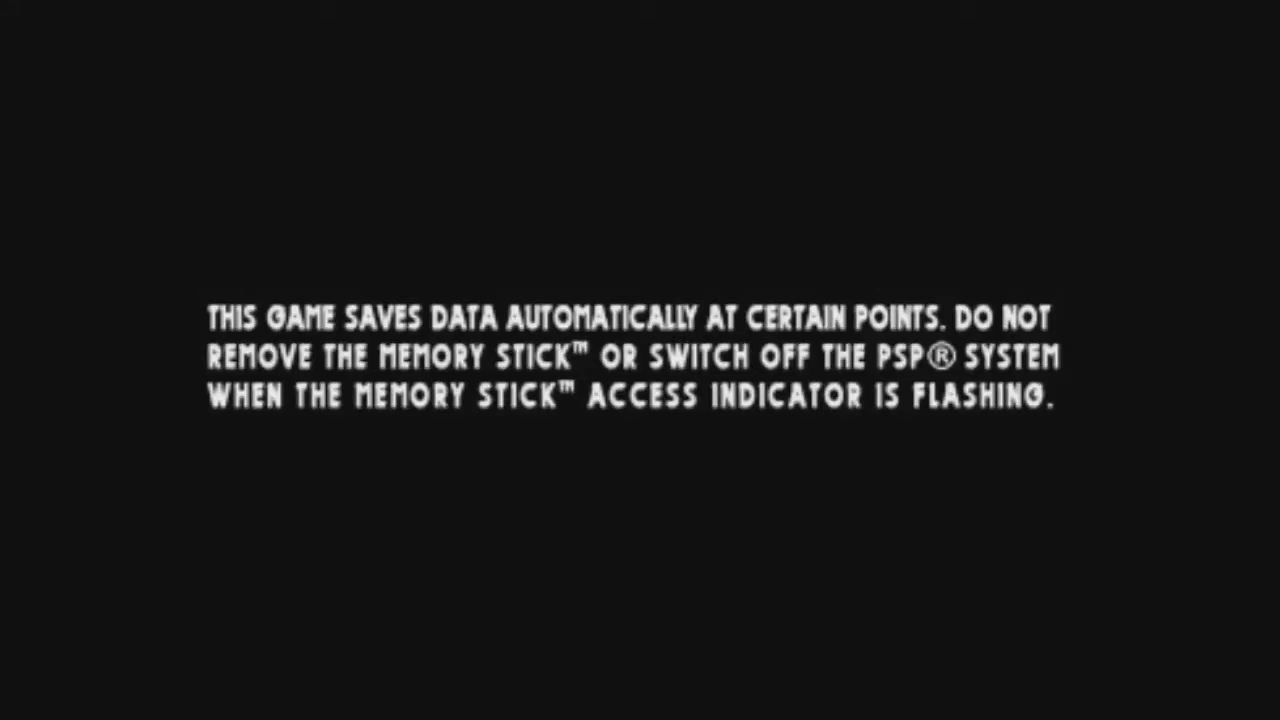 THIS GAME SAVES DATA AUTOMATICALLY AT CERTAIN POINTS. DO NOT
REMOVE THE MEMORY STICK™ OR SWITCH OFF THE PSP® SYSTEM
WHEN THE MEMORY STICK™ ACCESS INDICATOR IS FLASHING.